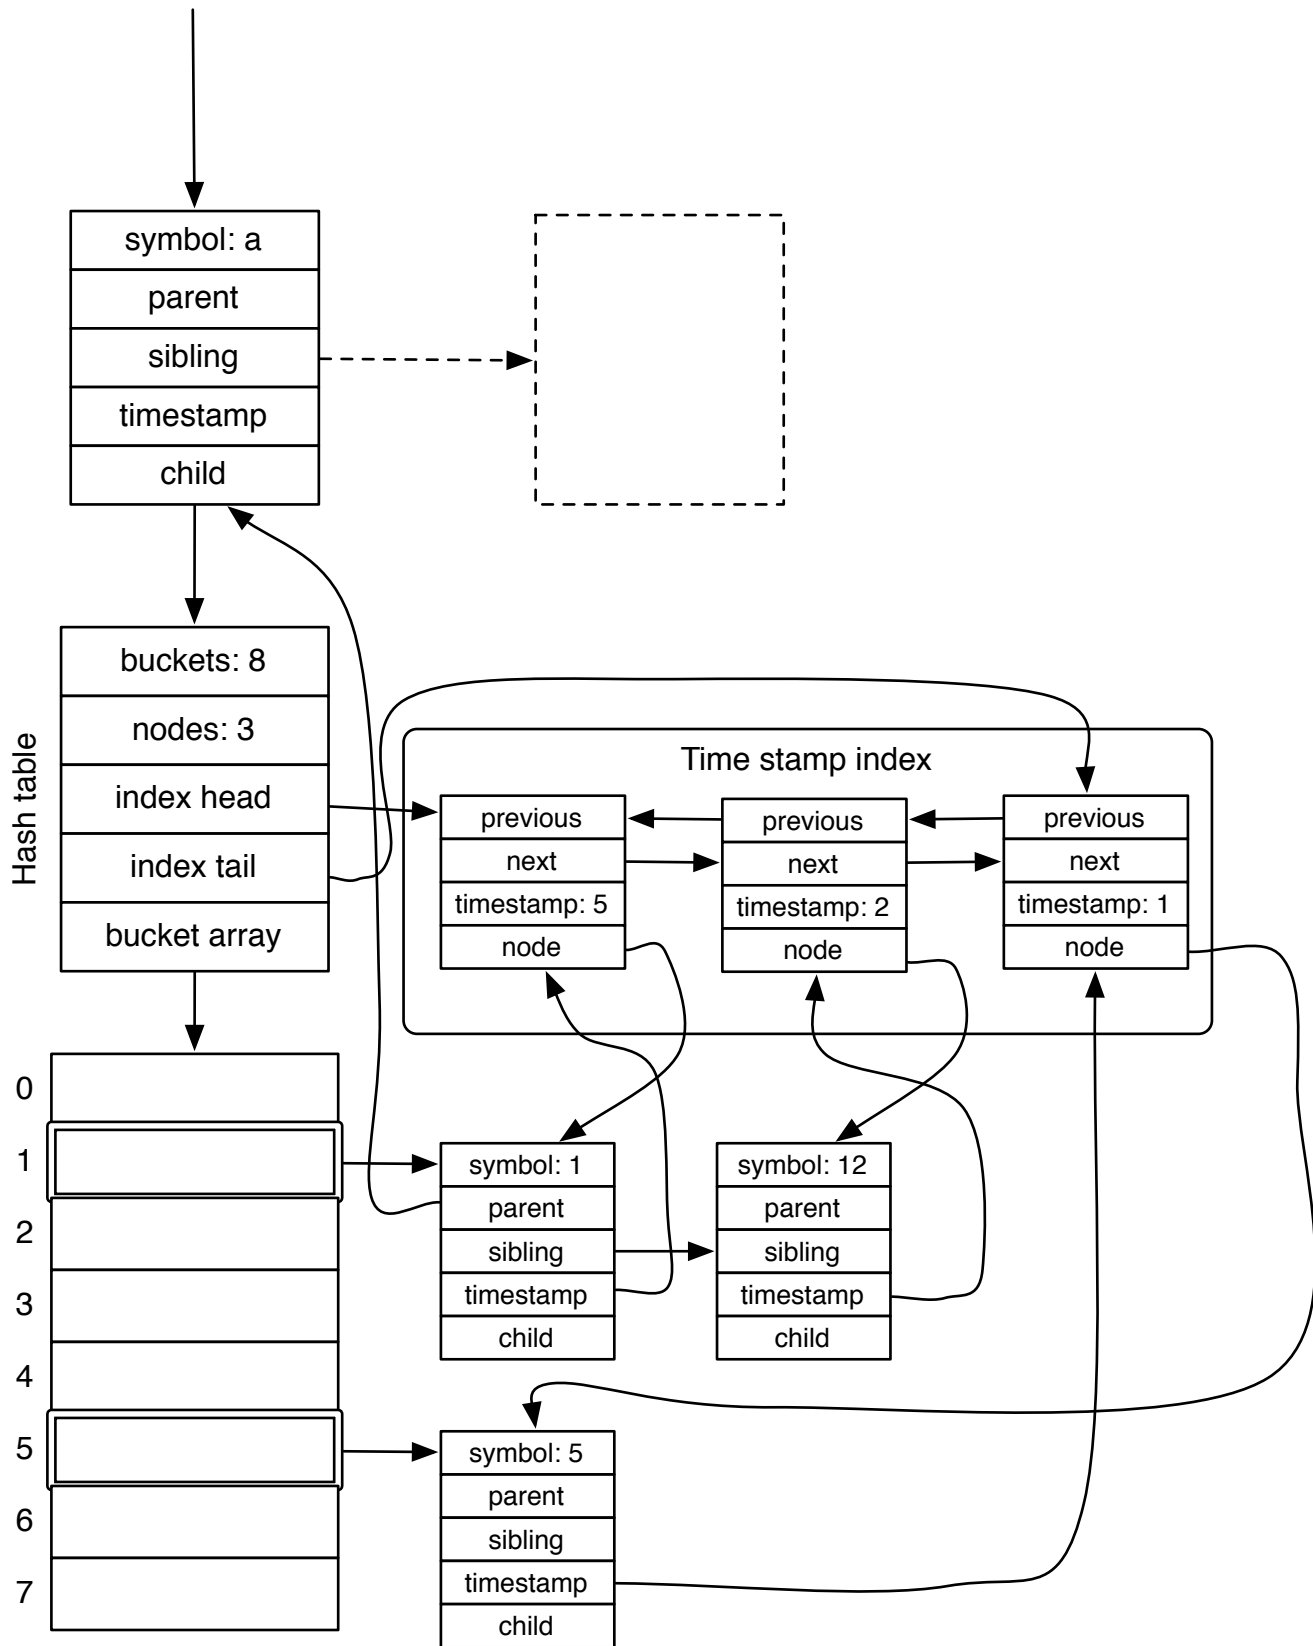 symbol: a
parent
sibling
timestamp
child
Hash table
buckets: 8
nodes: 3
index head
index tail
bucket array
Time stamp index
previous
next
timestamp: 5
node
previous
next
timestamp: 2
node
previous
next
timestamp: 1
node
0
1
2
3
4
5
6
7
symbol: 1
parent
sibling
timestamp
child
symbol: 12
parent
sibling
timestamp
child
symbol: 5
parent
sibling
timestamp
child